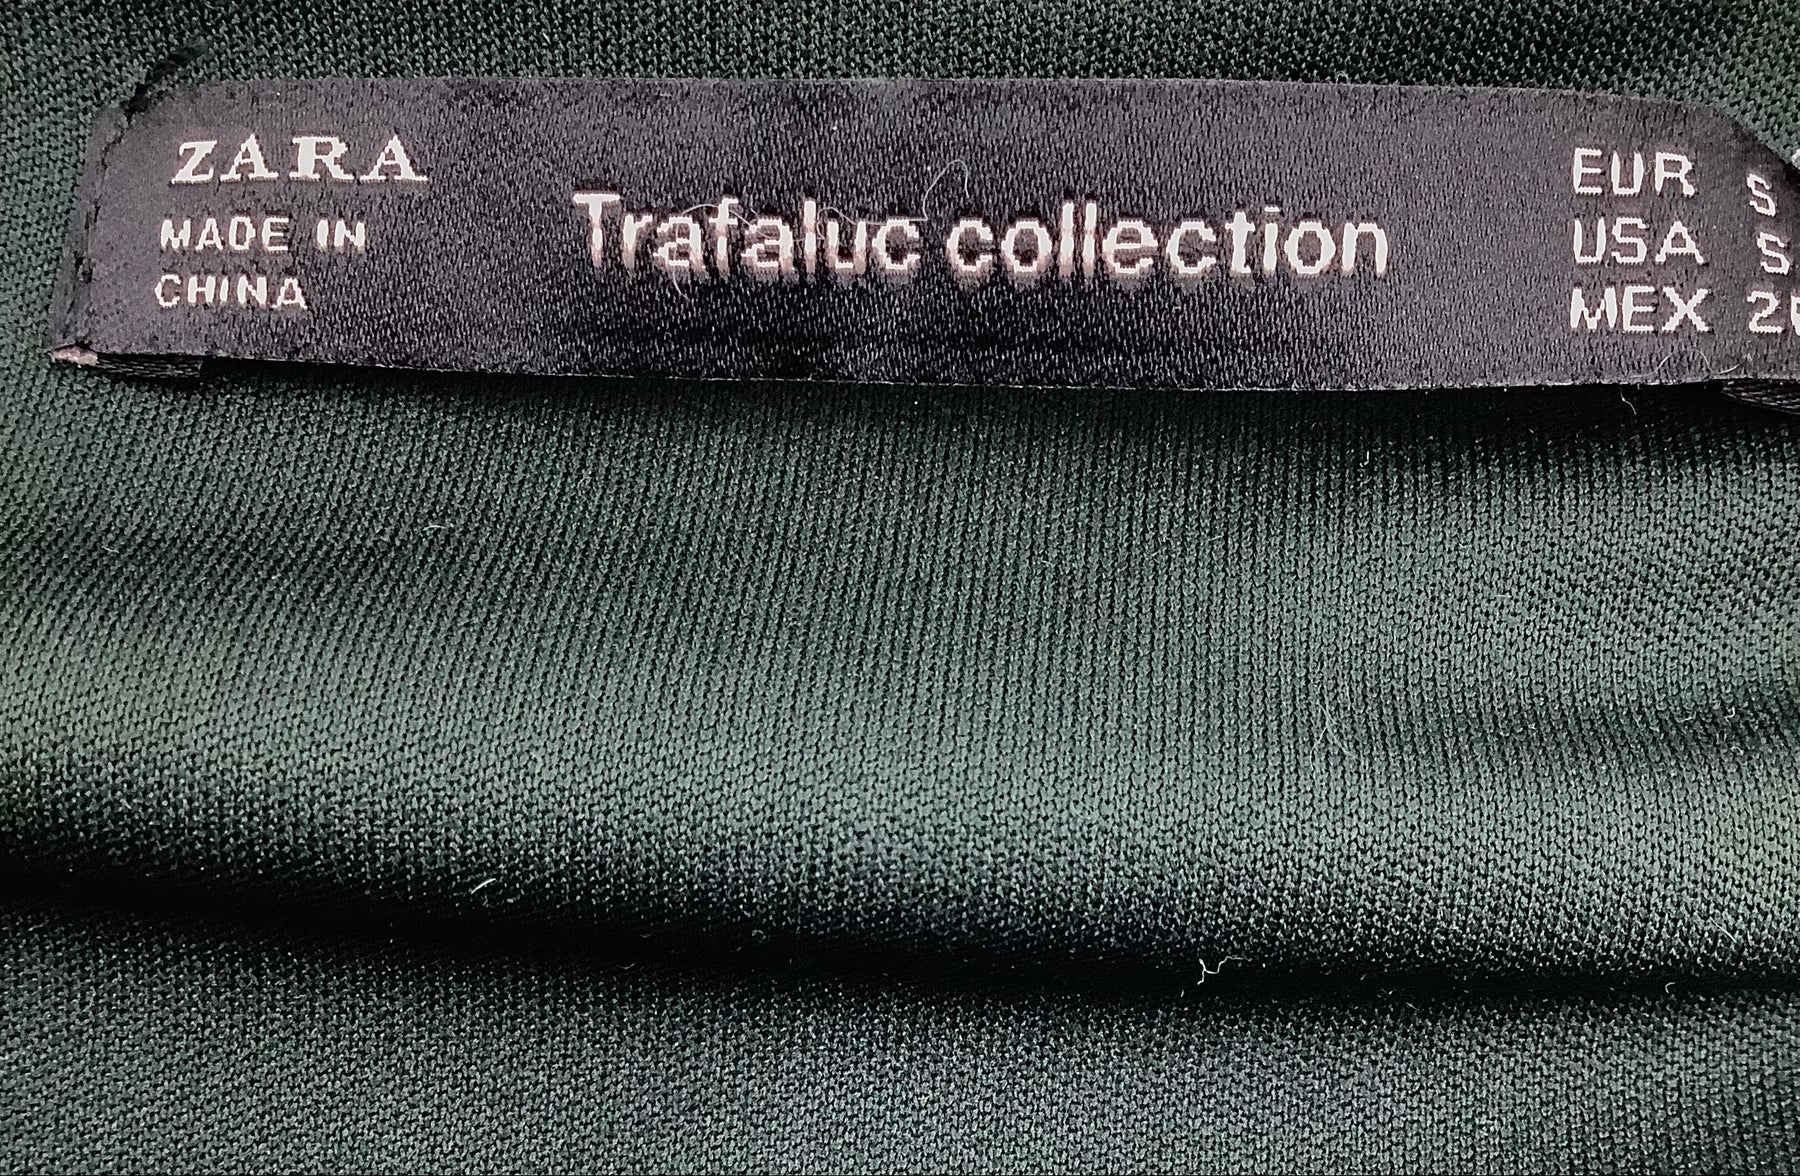 ZARA
MADE IN
CHINA
Trafaluc collection
EUR S
USA S
MEX